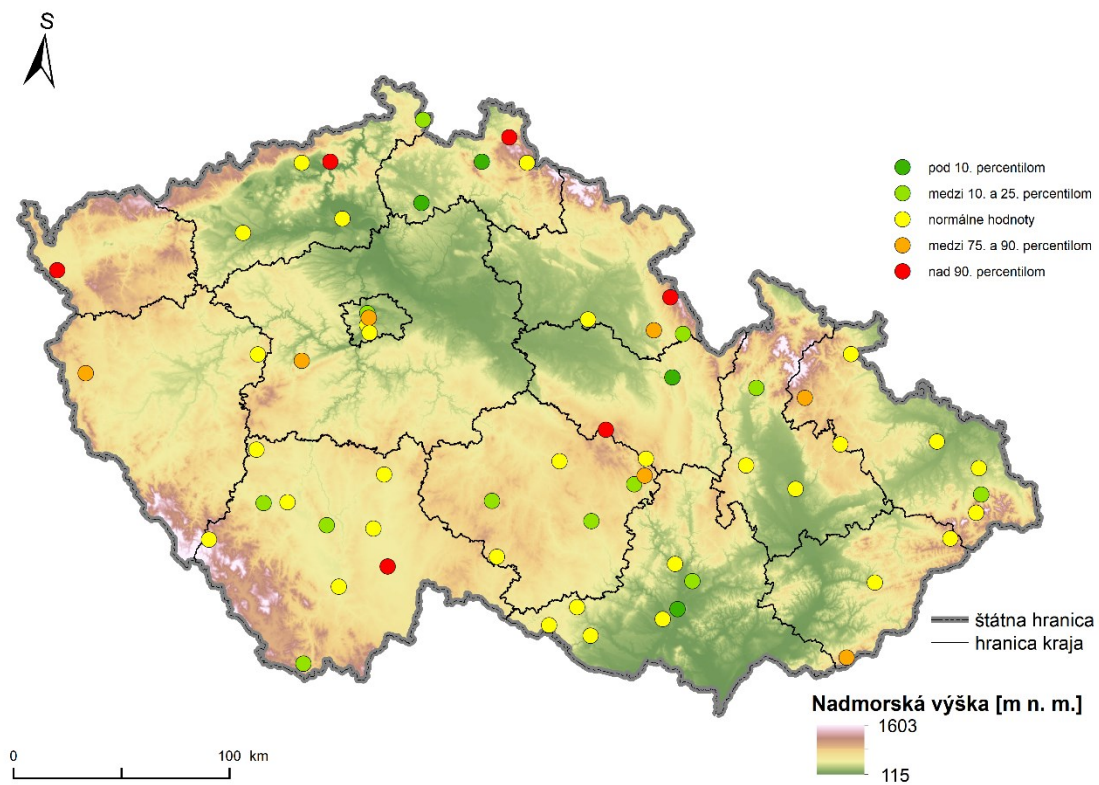 S
pod 10. percentilom
medzi 10. a 25. percentilom
normálne hodnoty
medzi 75. a 90. percentilom
nad 90. percentilom
štátna hranica
hranica kraja
Nadmorská výška [m n. m.]
1603
115
0 100 km